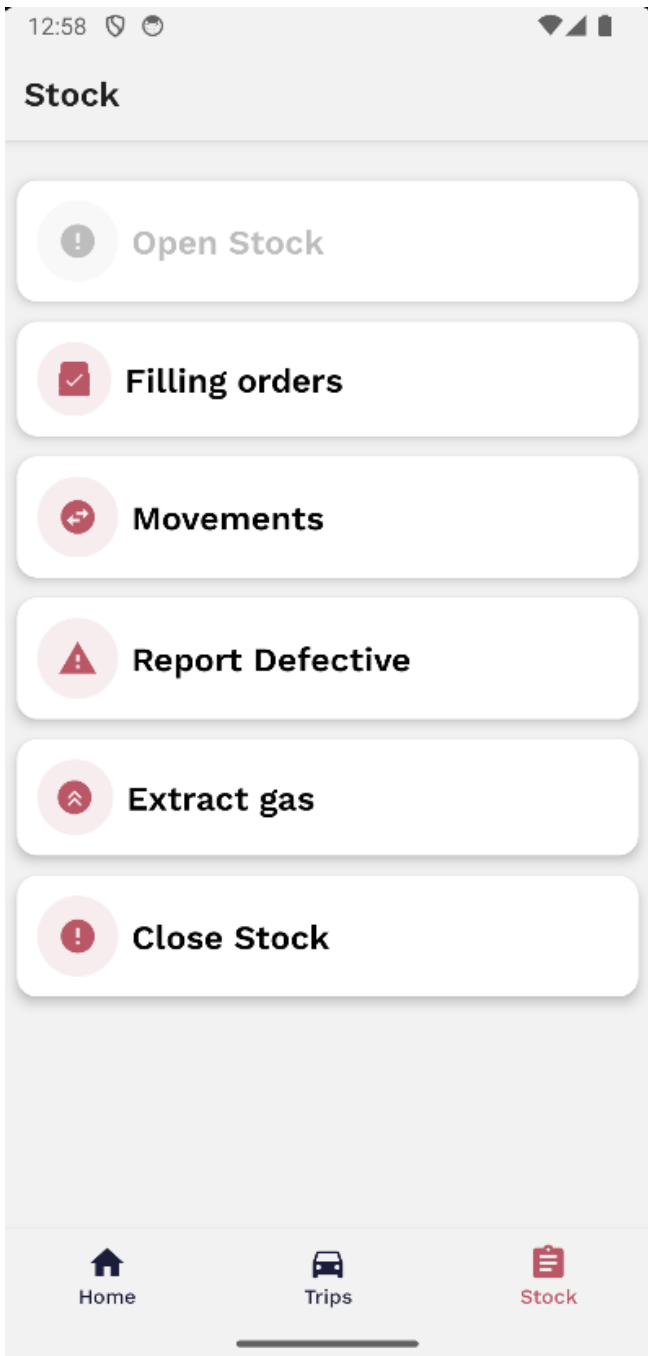 12:58
Stock
Open Stock
Filling orders
Movements
Report Defective
Extract gas
Close Stock
Home
Trips
Stock